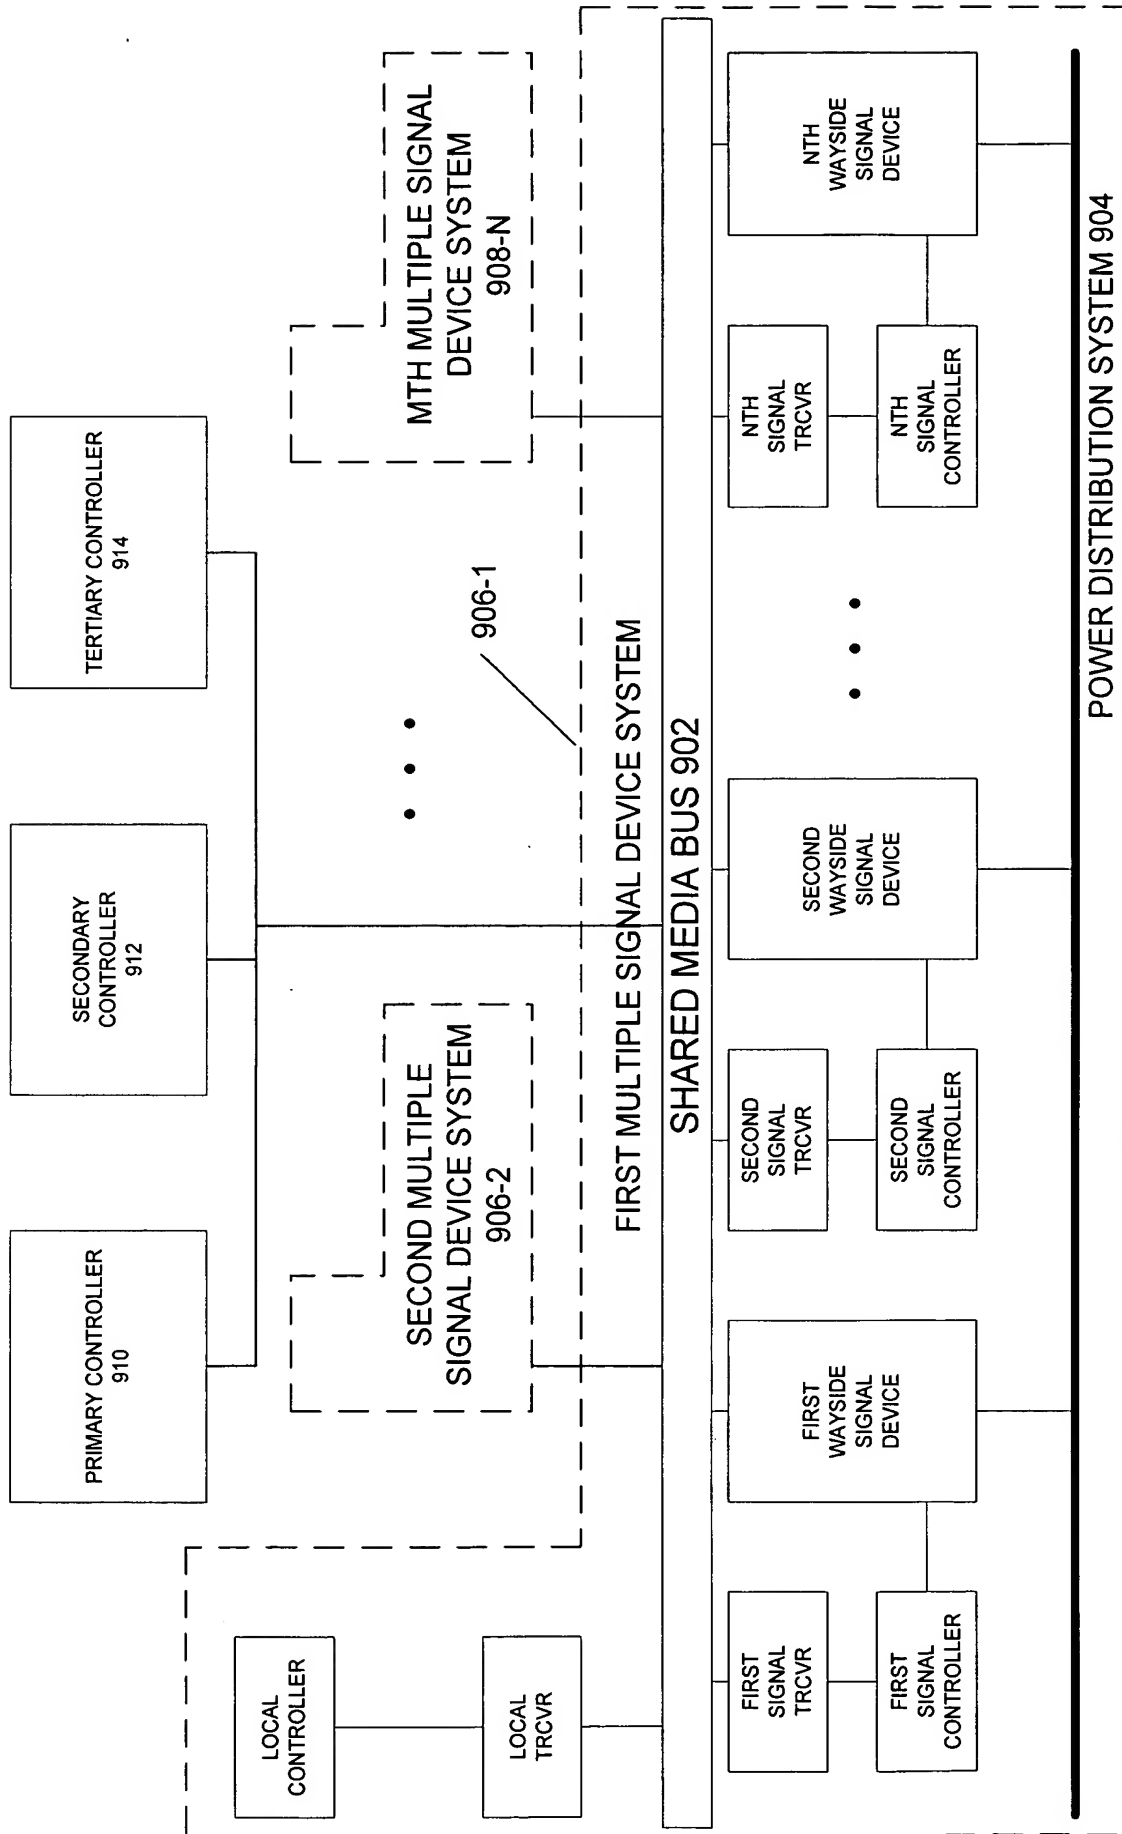 PRIMARY CONTROLLER
910
SECONDARY
CONTROLLER
912
TERTIARY CONTROLLER
914
LOCAL
CONTROLLER
LOCAL
TRCVR
SECOND MULTIPLE
SIGNAL DEVICE SYSTEM
906-2
MTH MULTIPLE SIGNAL
DEVICE SYSTEM
908-N
906-1
FIRST MULTIPLE SIGNAL DEVICE SYSTEM
SHARED MEDIA BUS 902
FIRST
SIGNAL
TRCVR
FIRST
SIGNAL
CONTROLLER
FIRST
WAYSIDE
SIGNAL
DEVICE
SECOND
SIGNAL
TRCVR
SECOND
SIGNAL
CONTROLLER
SECOND
WAYSIDE
SIGNAL
DEVICE
NTH
SIGNAL
TRCVR
NTH
SIGNAL
CONTROLLER
NTH
WAYSIDE
SIGNAL
DEVICE
POWER DISTRIBUTION SYSTEM 904